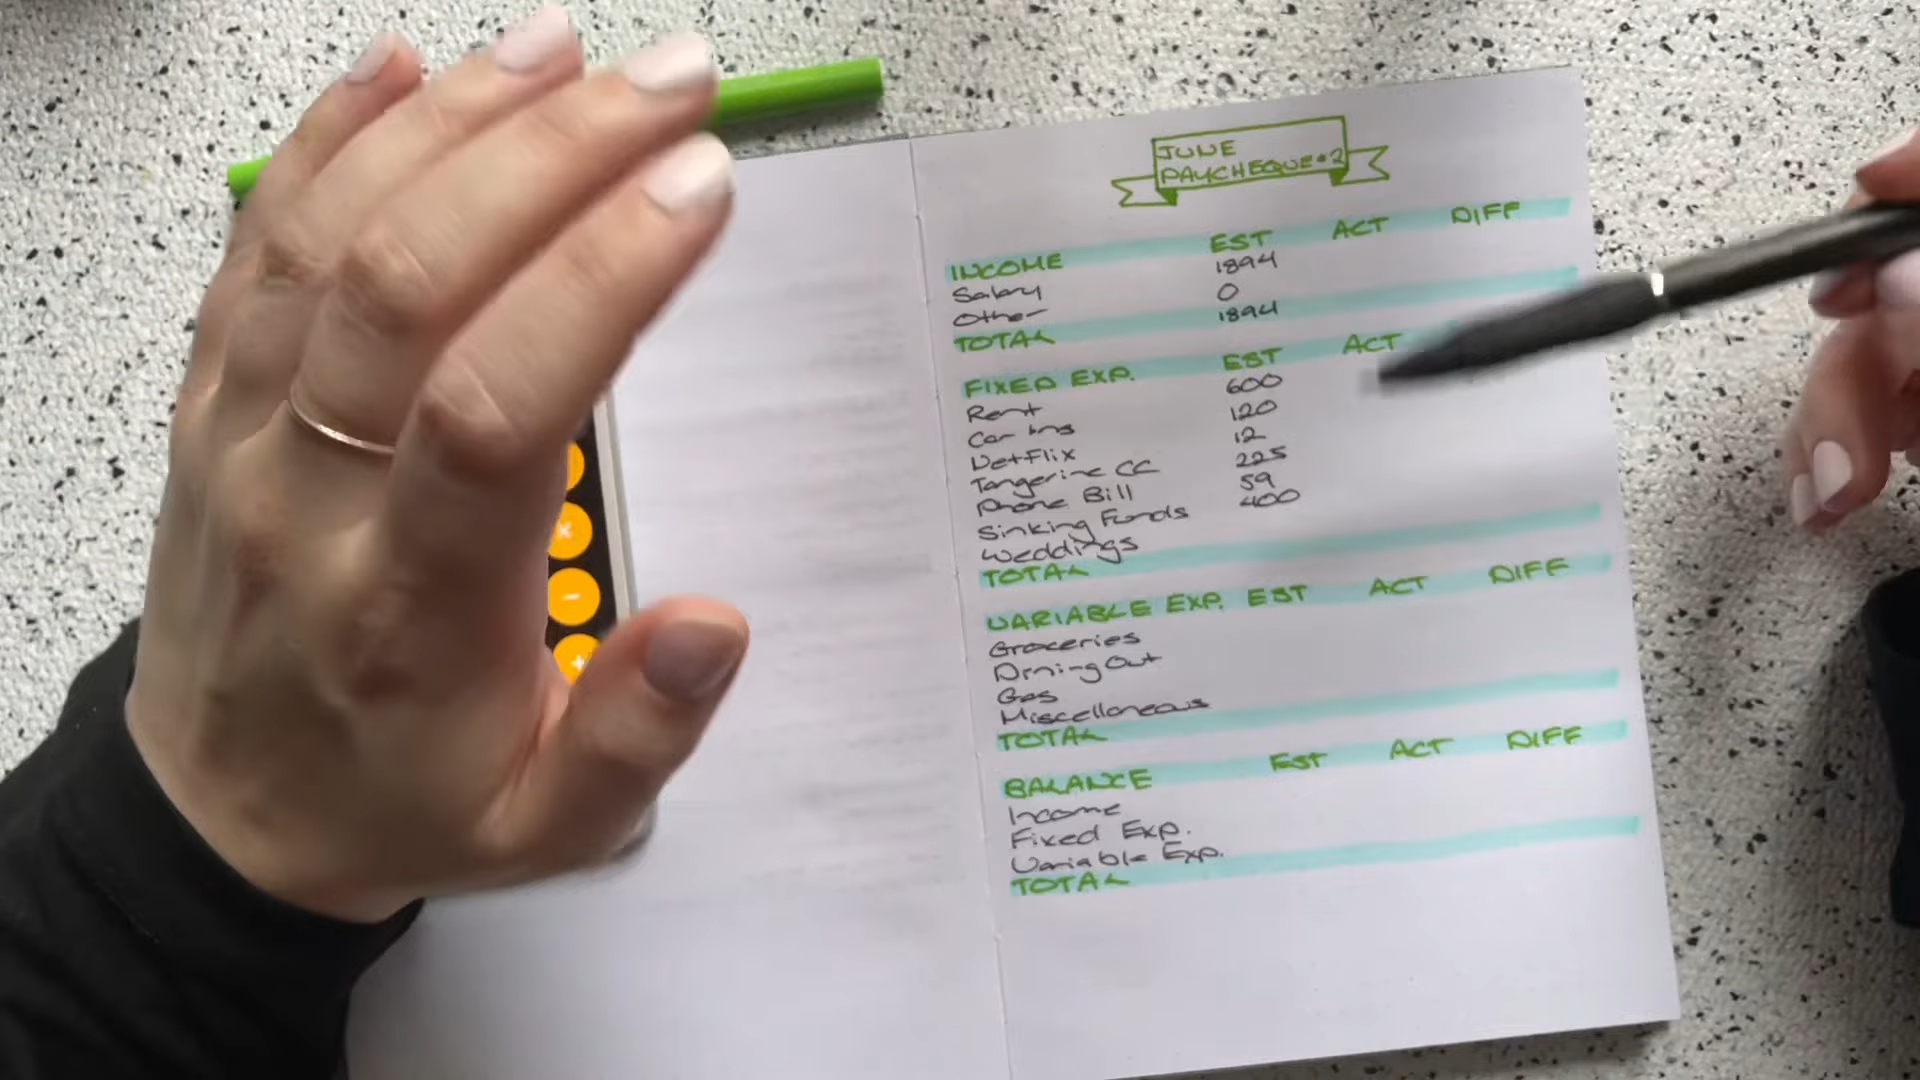 JUNE
PAYCHEQUE #2
INCOME EST ACT DIFF
Salary 1894
Other 0
TOTAL 1894
FIXED EXP. EST ACT
Rent 600
Car Ins 120
Netflix 12
Tangerine CC 225
Phone Bill 59
Sinking Funds 400
Weddings
TOTAL
VARIABLE EXP. EST ACT DIFF
Groceries
Dining Out
Gas
Miscellaneous
TOTAL
BALANCE EST ACT DIFF
Income
Fixed Exp.
Variable Exp.
TOTAL
×
−
+